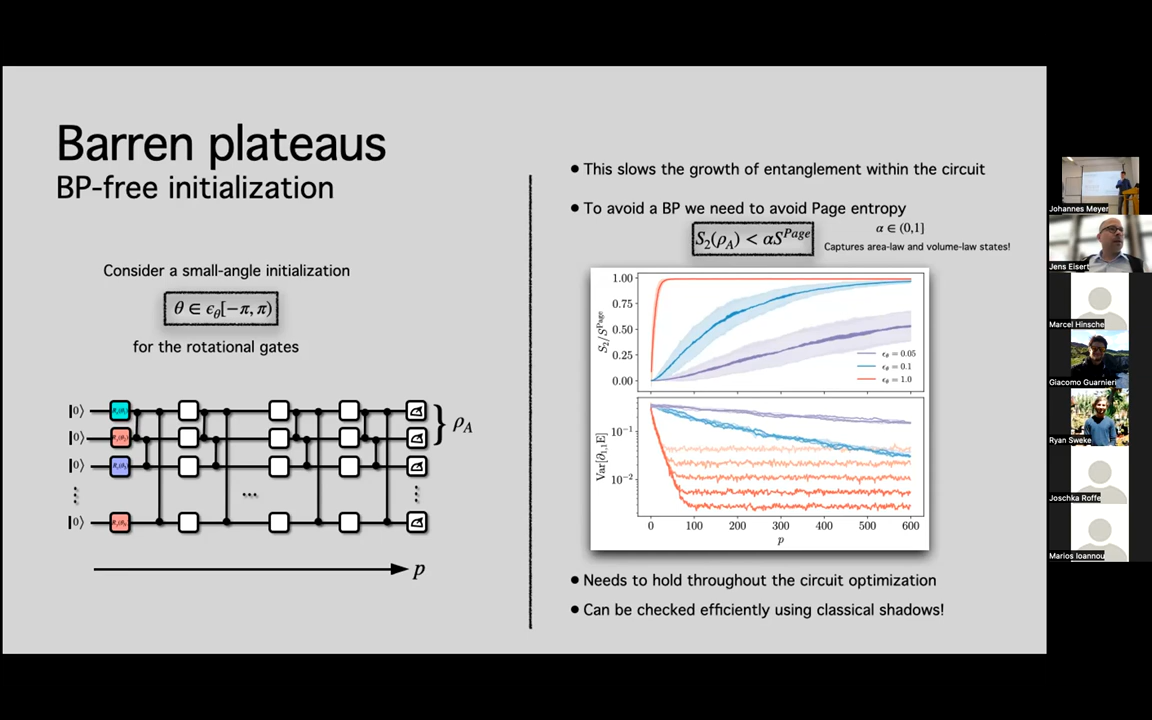 Barren plateaus
BP-free initialization
Consider a small-angle initialization
θ ∈ ϵ_θ[−π, π)
for the rotational gates
|0⟩
|0⟩
|0⟩
|0⟩
ρ_A
p
● This slows the growth of entanglement within the circuit
● To avoid a BP we need to avoid Page entropy
S₂(ρ_A) < αS^Page
α ∈ (0,1]
Captures area-law and volume-law states!
S₂/S^Page
1.00
0.75
0.50
0.25
0.00
ϵ_θ = 0.05
ϵ_θ = 0.1
ϵ_θ = 1.0
Var[∂₁,₁E]
10⁻¹
10⁻²
0 100 200 300 400 500 600
p
● Needs to hold throughout the circuit optimization
● Can be checked efficiently using classical shadows!
Johannes Meyer
Jens Eisert
Marcel Hinsche
Giacomo Guarnieri
Ryan Sweke
Joschka Roffe
Marios Ioannou